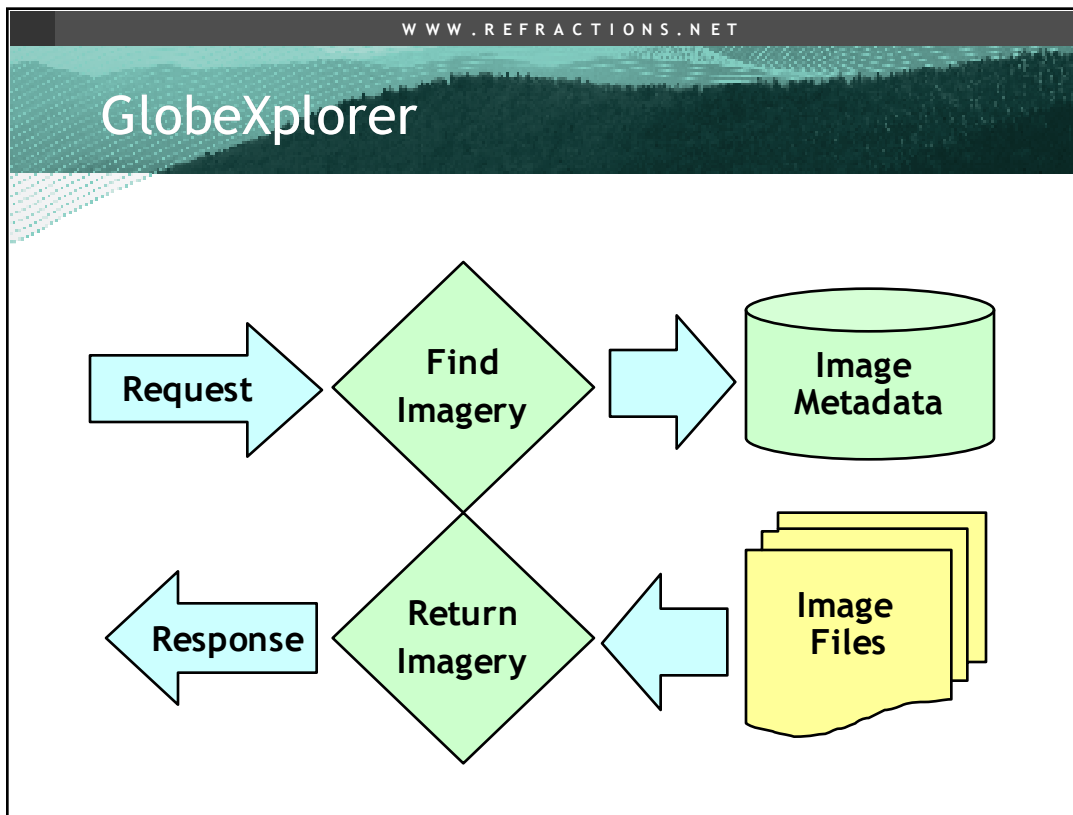 WWW.REFRACTIONS.NET
GlobeXplorer
Request
Find
Imagery
Image
Metadata
Response
Return
Imagery
Image
Files